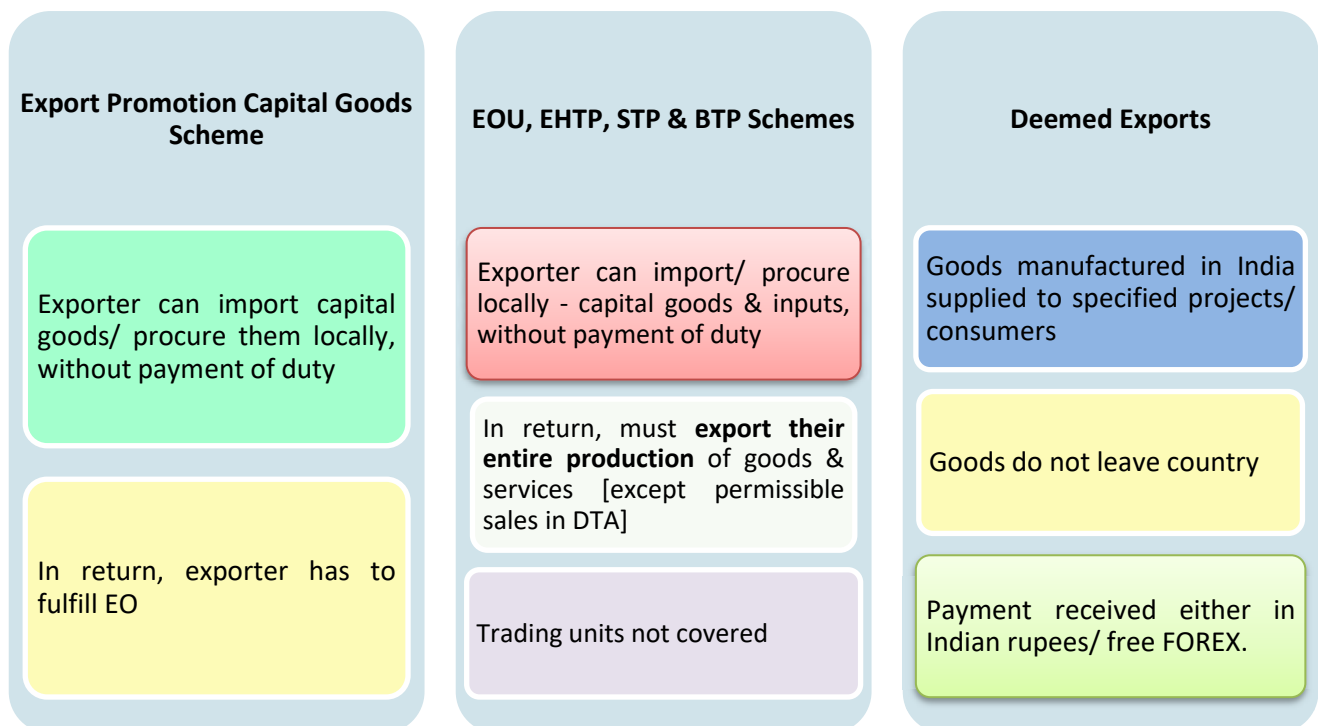 Export Promotion Capital Goods
Scheme
Exporter can import capital
goods/ procure them locally,
without payment of duty
In return, exporter has to
fulfill EO
EOU, EHTP, STP & BTP Schemes
Exporter can import/ procure
locally - capital goods & inputs,
without payment of duty
In return, must export their
entire production of goods &
services [except permissible
sales in DTA]
Trading units not covered
Deemed Exports
Goods manufactured in India
supplied to specified projects/
consumers
Goods do not leave country
Payment received either in
Indian rupees/ free FOREX.